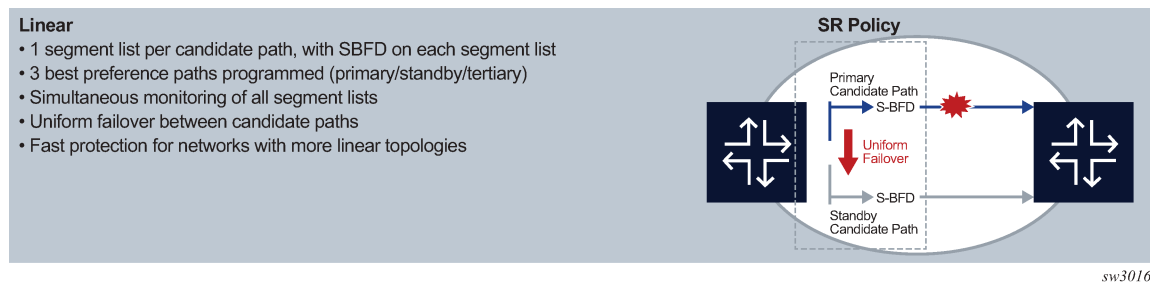 Linear
• 1 segment list per candidate path, with SBFD on each segment list
• 3 best preference paths programmed (primary/standby/tertiary)
• Simultaneous monitoring of all segment lists
• Uniform failover between candidate paths
• Fast protection for networks with more linear topologies
SR Policy
Primary
Candidate Path
S-BFD
Uniform
Failover
S-BFD
Standby
Candidate Path
sw3016